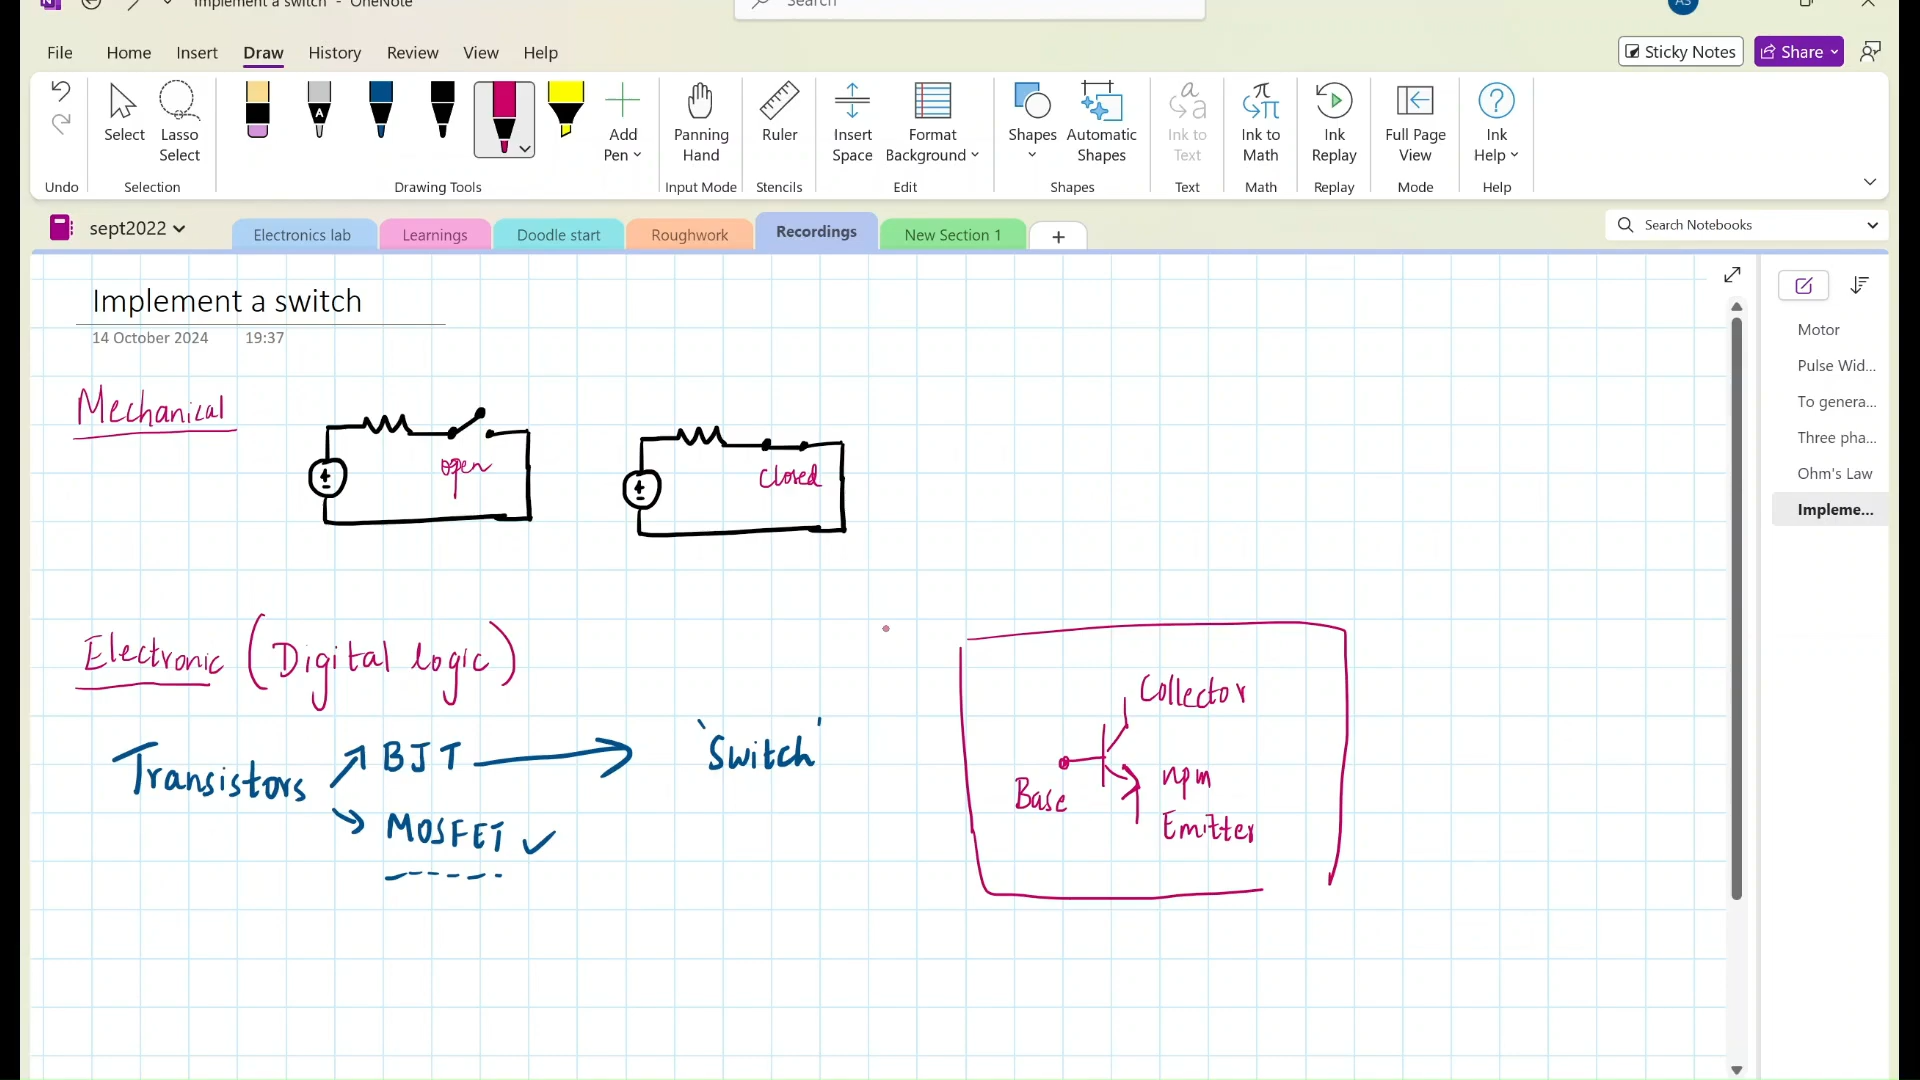 Implement a switch - OneNote
Search
AS
File Home Insert Draw History Review View Help
Sticky Notes Share
Select Lasso Select
Add Pen
Panning Hand
Ruler
Insert Space
Format Background
Shapes
Automatic Shapes
Ink to Text
Ink to Math
Ink Replay
Full Page View
Ink Help
Undo Selection Drawing Tools Input Mode Stencils Edit Shapes Text Math Replay Mode Help
sept2022 Electronics lab Learnings Doodle start Roughwork Recordings New Section 1 + Search Notebooks
Implement a switch
14 October 2024 19:37
Motor
Pulse Wid...
To genera...
Three pha...
Ohm's Law
Impleme...
Mechanical
open
Closed
Electronic (Digital logic)
Transistors
BJT
'Switch'
MOSFET ✓
Collector
Base
npm
Emitter